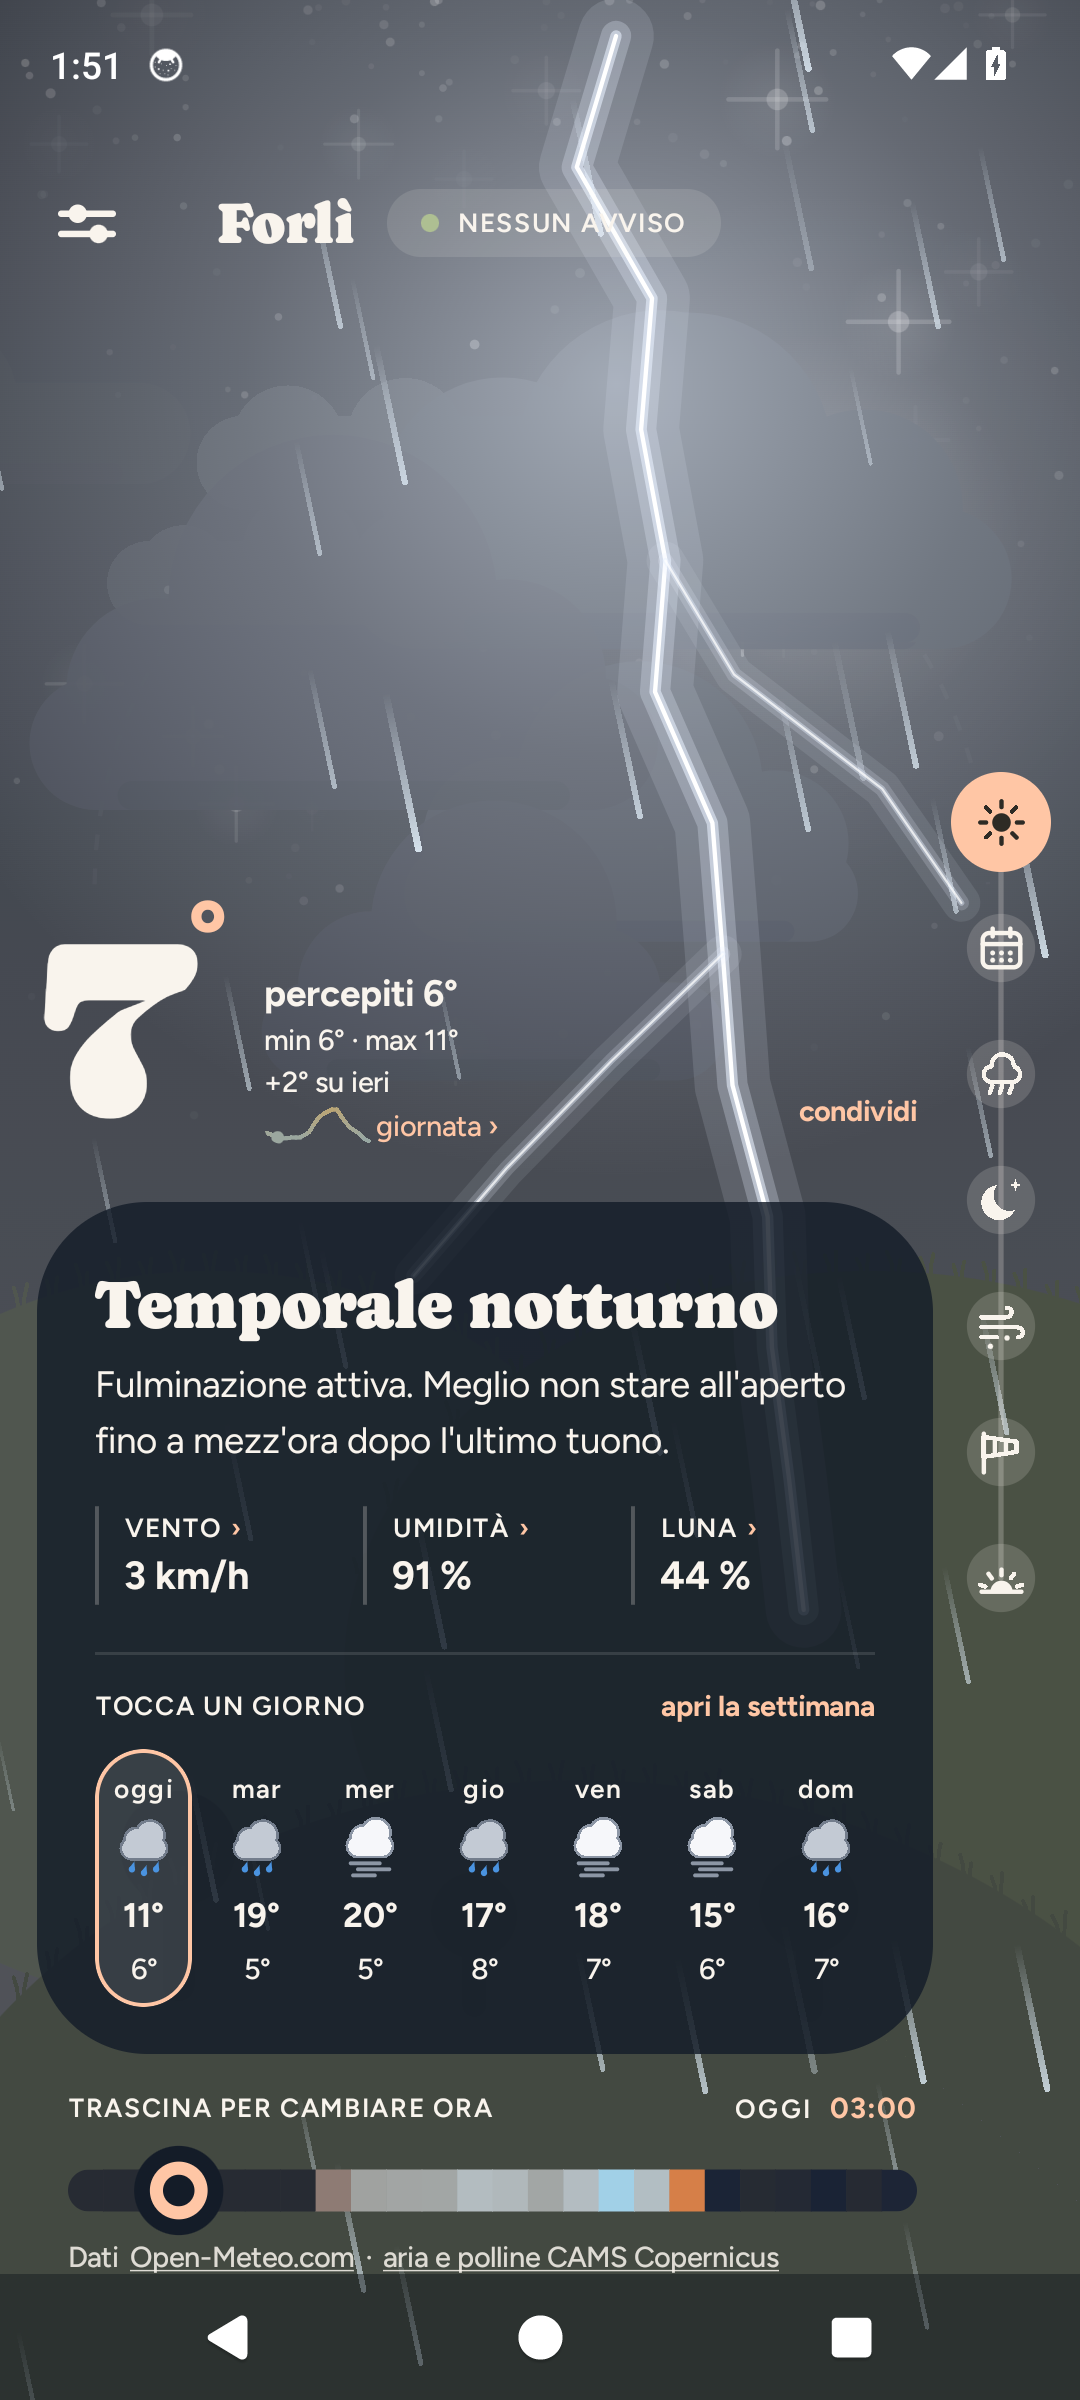 1:51
Forlì
NESSUN AVVISO
7°
percepiti 6°
min 6° · max 11°
+2° su ieri
giornata ›
condividi
Temporale notturno
Fulminazione attiva. Meglio non stare all'aperto
fino a mezz'ora dopo l'ultimo tuono.
VENTO › UMIDITÀ › LUNA ›
3 km/h 91 % 44 %
TOCCA UN GIORNO apri la settimana
oggi mar mer gio ven sab dom
11° 19° 20° 17° 18° 15° 16°
6° 5° 5° 8° 7° 6° 7°
TRASCINA PER CAMBIARE ORA OGGI 03:00
Dati Open-Meteo.com · aria e polline CAMS Copernicus